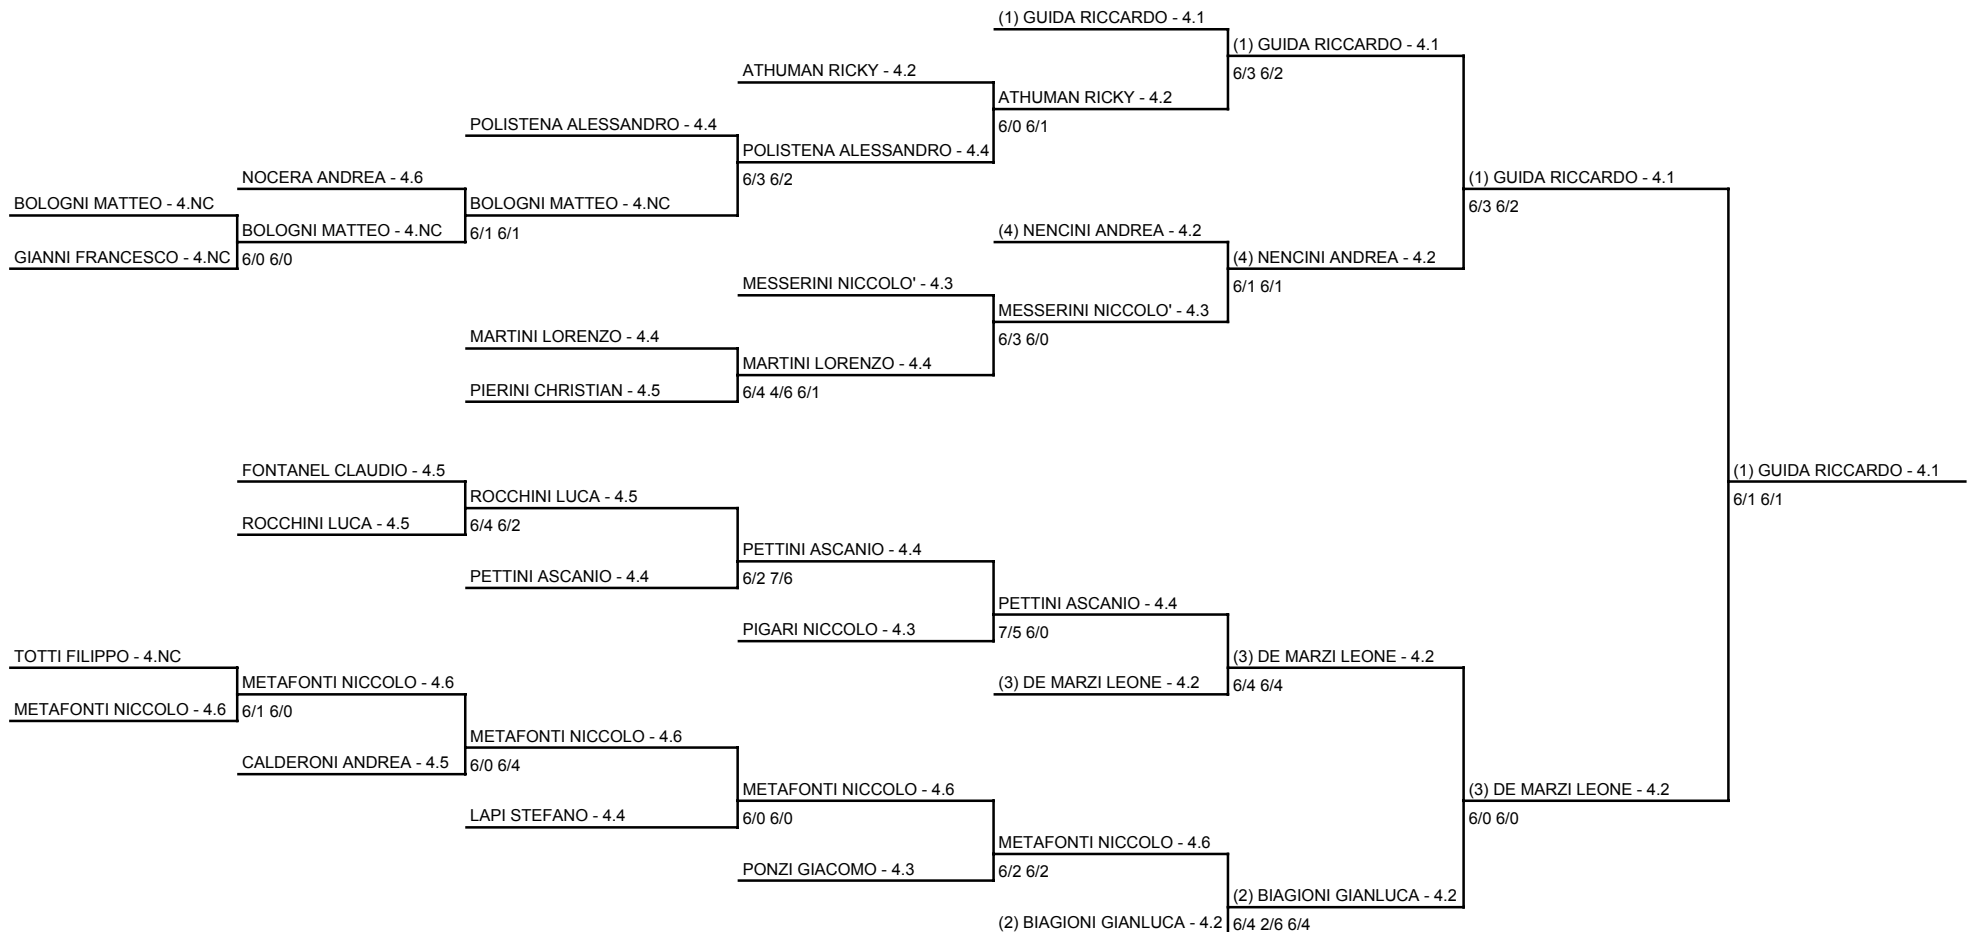 (1) GUIDA RICCARDO - 4.1
(1) GUIDA RICCARDO - 4.1
ATHUMAN RICKY - 4.2
6/3 6/2
ATHUMAN RICKY - 4.2
POLISTENA ALESSANDRO - 4.4
6/0 6/1
POLISTENA ALESSANDRO - 4.4
NOCERA ANDREA - 4.6
6/3 6/2
(1) GUIDA RICCARDO - 4.1
BOLOGNI MATTEO - 4.NC
BOLOGNI MATTEO - 4.NC
6/3 6/2
BOLOGNI MATTEO - 4.NC
6/1 6/1
(4) NENCINI ANDREA - 4.2
GIANNI FRANCESCO - 4.NC
6/0 6/0
(4) NENCINI ANDREA - 4.2
MESSERINI NICCOLO' - 4.3
6/1 6/1
MESSERINI NICCOLO' - 4.3
MARTINI LORENZO - 4.4
6/3 6/0
MARTINI LORENZO - 4.4
PIERINI CHRISTIAN - 4.5
6/4 4/6 6/1
FONTANEL CLAUDIO - 4.5
(1) GUIDA RICCARDO - 4.1
ROCCHINI LUCA - 4.5
6/1 6/1
ROCCHINI LUCA - 4.5
6/4 6/2
PETTINI ASCANIO - 4.4
PETTINI ASCANIO - 4.4
6/2 7/6
PETTINI ASCANIO - 4.4
PIGARI NICCOLO - 4.3
7/5 6/0
TOTTI FILIPPO - 4.NC
(3) DE MARZI LEONE - 4.2
METAFONTI NICCOLO - 4.6
(3) DE MARZI LEONE - 4.2
6/4 6/4
METAFONTI NICCOLO - 4.6
6/1 6/0
METAFONTI NICCOLO - 4.6
CALDERONI ANDREA - 4.5
6/0 6/4
METAFONTI NICCOLO - 4.6
(3) DE MARZI LEONE - 4.2
LAPI STEFANO - 4.4
6/0 6/0
6/0 6/0
METAFONTI NICCOLO - 4.6
PONZI GIACOMO - 4.3
6/2 6/2
(2) BIAGIONI GIANLUCA - 4.2
(2) BIAGIONI GIANLUCA - 4.2
6/4 2/6 6/4